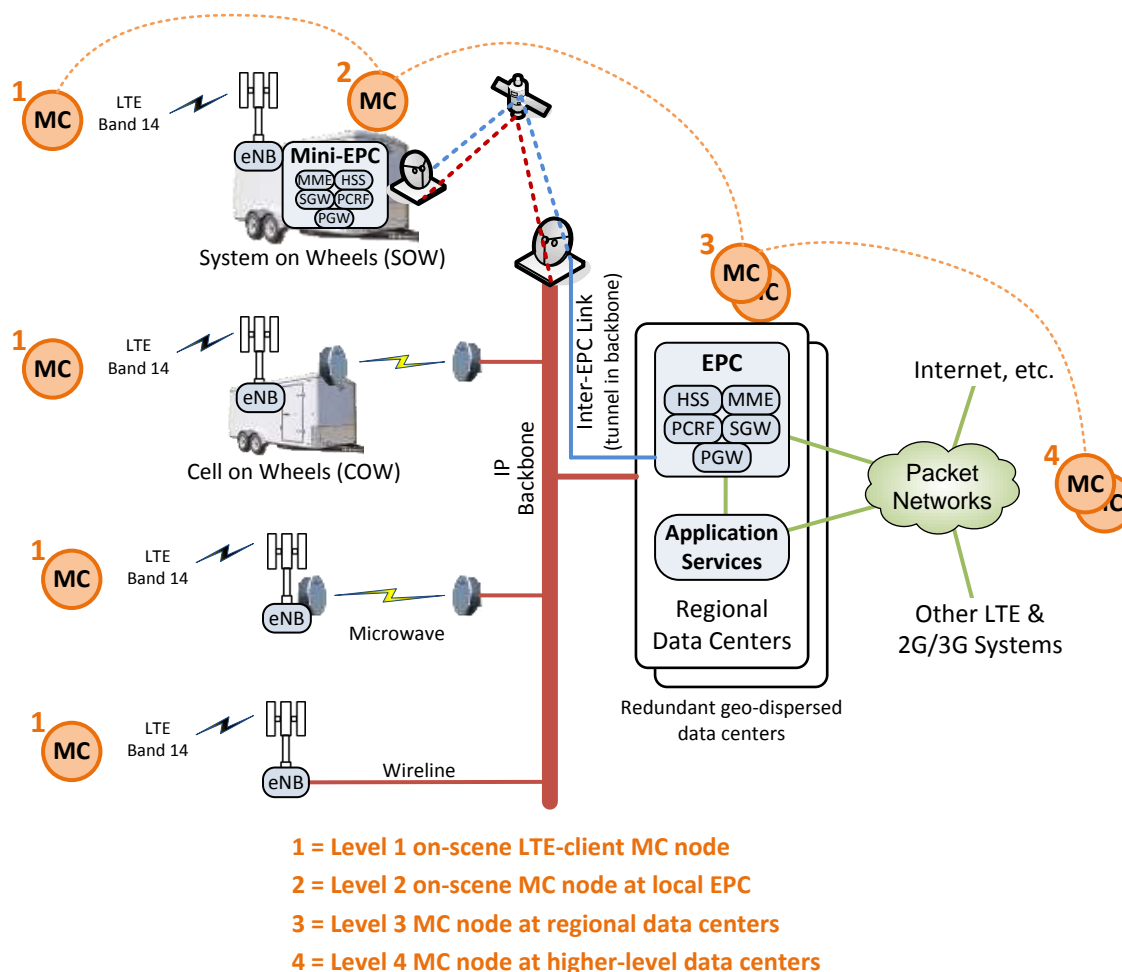 1
MC
LTE
Band 14
eNB
2
MC
Mini-EPC
MME
HSS
SGW
PCRF
PGW
System on Wheels (SOW)
1
MC
LTE
Band 14
eNB
Cell on Wheels (COW)
1
MC
LTE
Band 14
eNB
Microwave
1
MC
LTE
Band 14
eNB
Wireline
IP
Backbone
Inter-EPC Link
(tunnel in backbone)
3
MC
MC
EPC
HSS
MME
PCRF
SGW
PGW
Application
Services
Regional
Data Centers
Redundant geo-dispersed
data centers
Internet, etc.
Packet
Networks
Other LTE &
2G/3G Systems
4
MC
MC
1 = Level 1 on-scene LTE-client MC node
2 = Level 2 on-scene MC node at local EPC
3 = Level 3 MC node at regional data centers
4 = Level 4 MC node at higher-level data centers